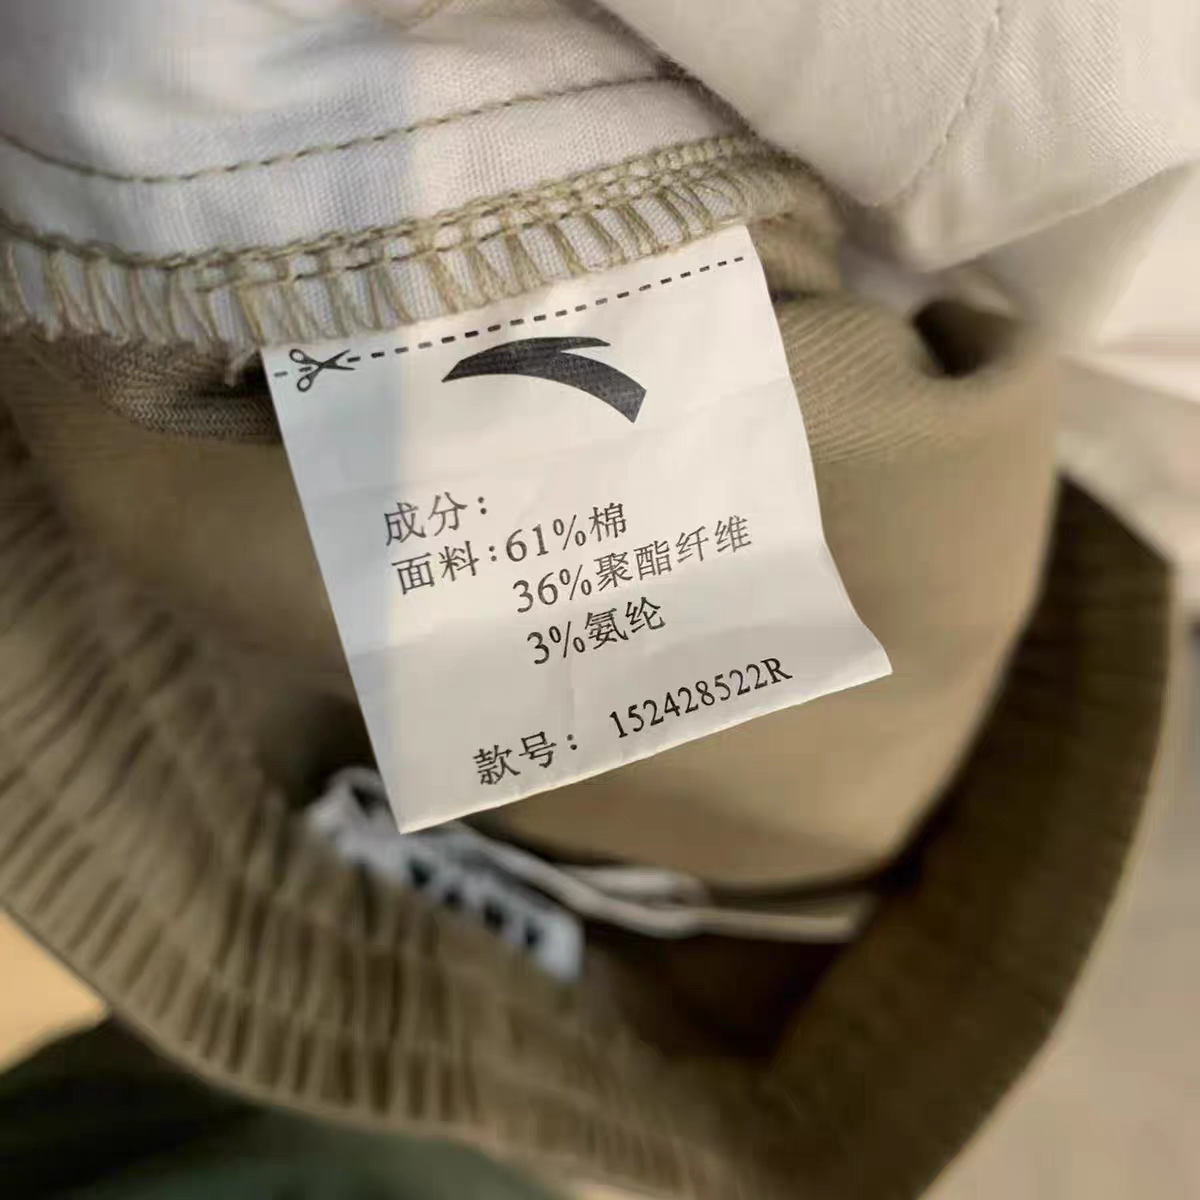 成分：
面料：61%棉
36%聚酯纤维
3%氨纶
款号： 152428522R